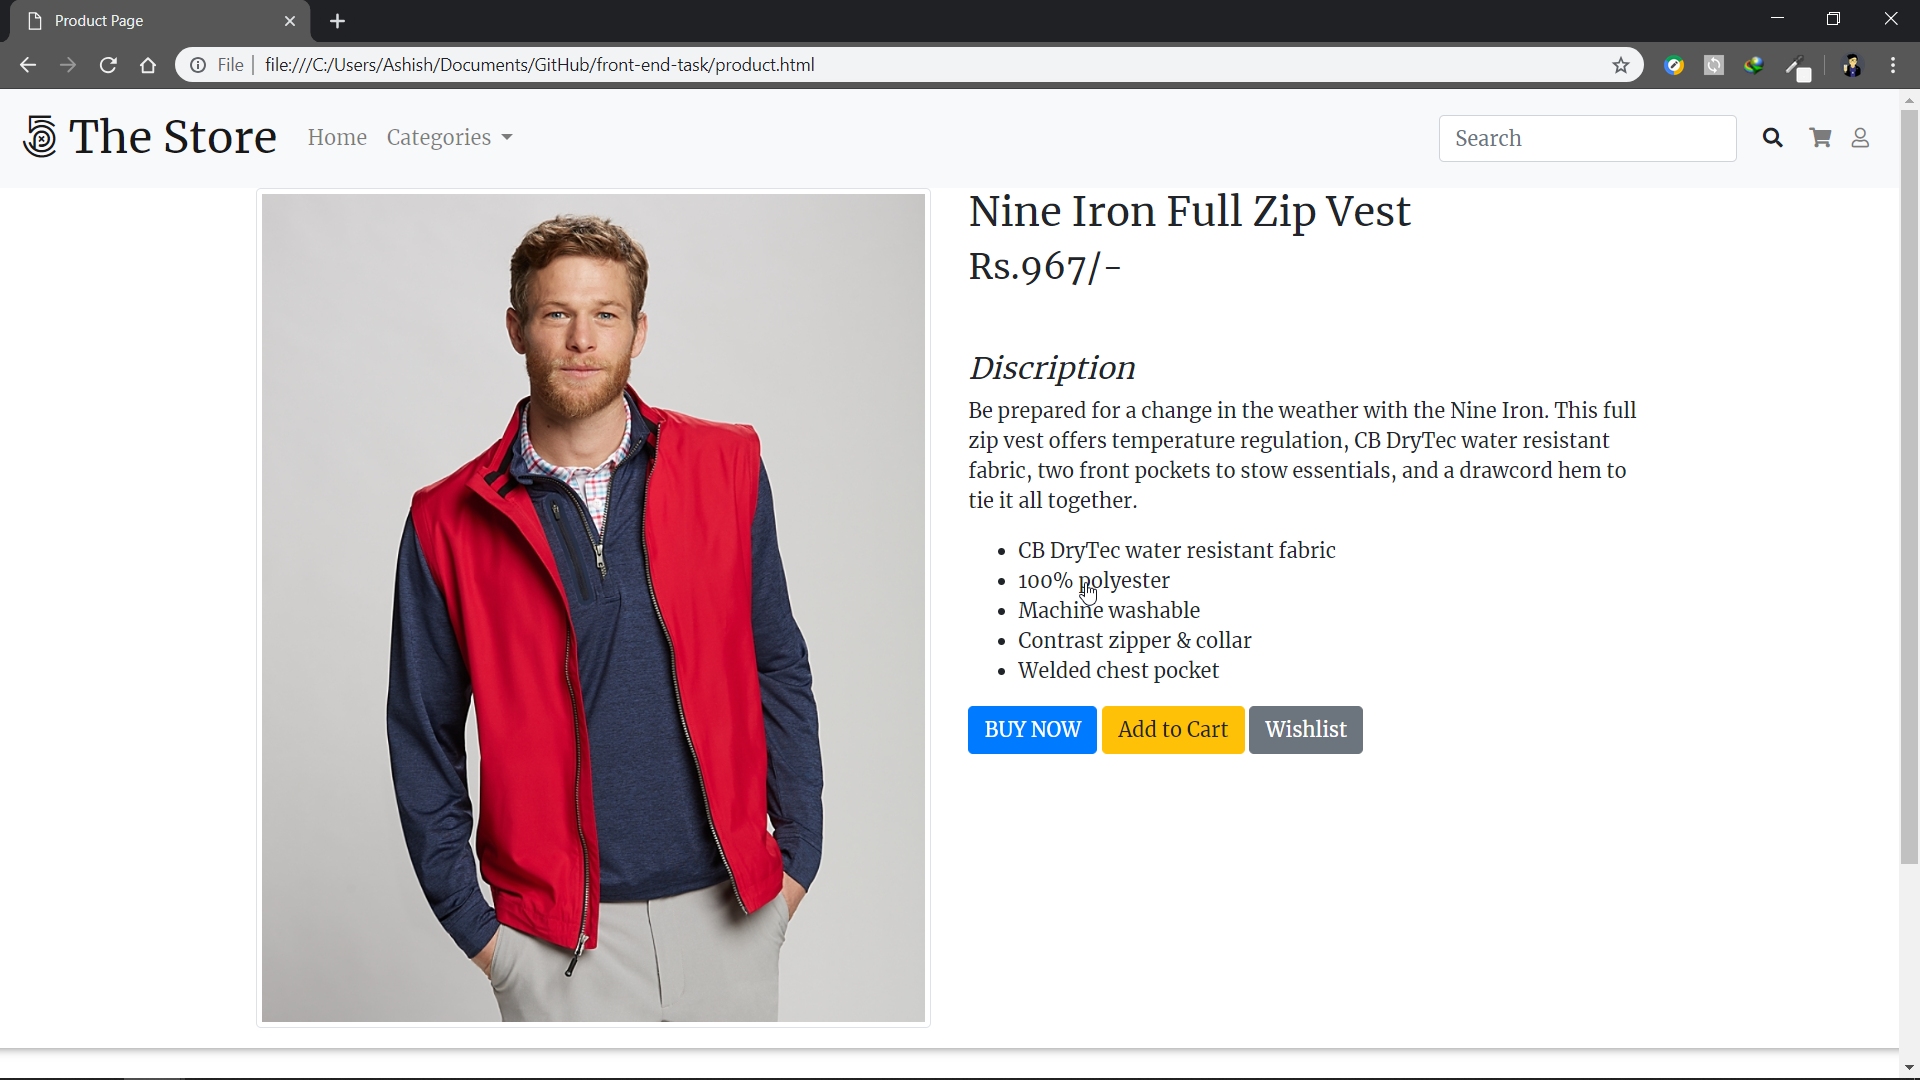 Product Page
File
file:///C:/Users/Ashish/Documents/GitHub/front-end-task/product.html
The Store
Home
Categories
Search
Nine Iron Full Zip Vest
Rs.967/-
Discription
Be prepared for a change in the weather with the Nine Iron. This full
zip vest offers temperature regulation, CB DryTec water resistant
fabric, two front pockets to stow essentials, and a drawcord hem to
tie it all together.
• CB DryTec water resistant fabric
• 100% polyester
• Machine washable
• Contrast zipper & collar
• Welded chest pocket
BUY NOW
Add to Cart
Wishlist